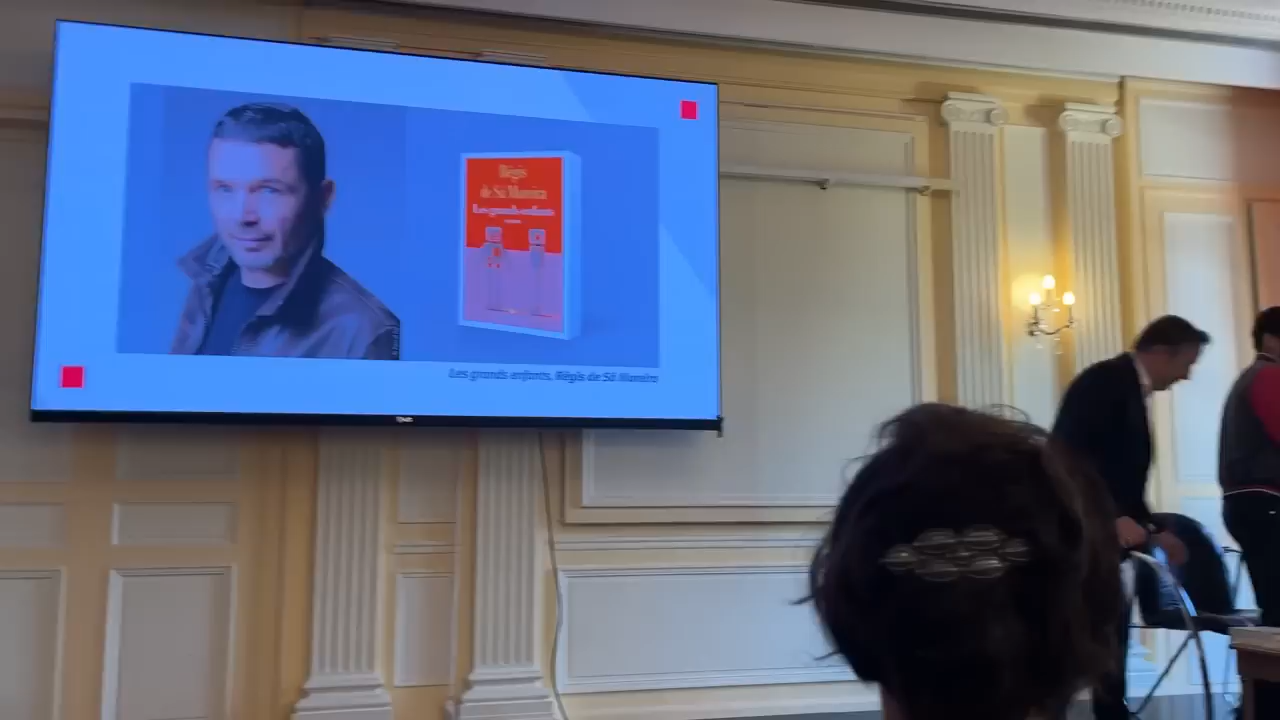 Régis
de Sá Moreira
Les grands enfants
Les grands enfants, Régis de Sá Moreira